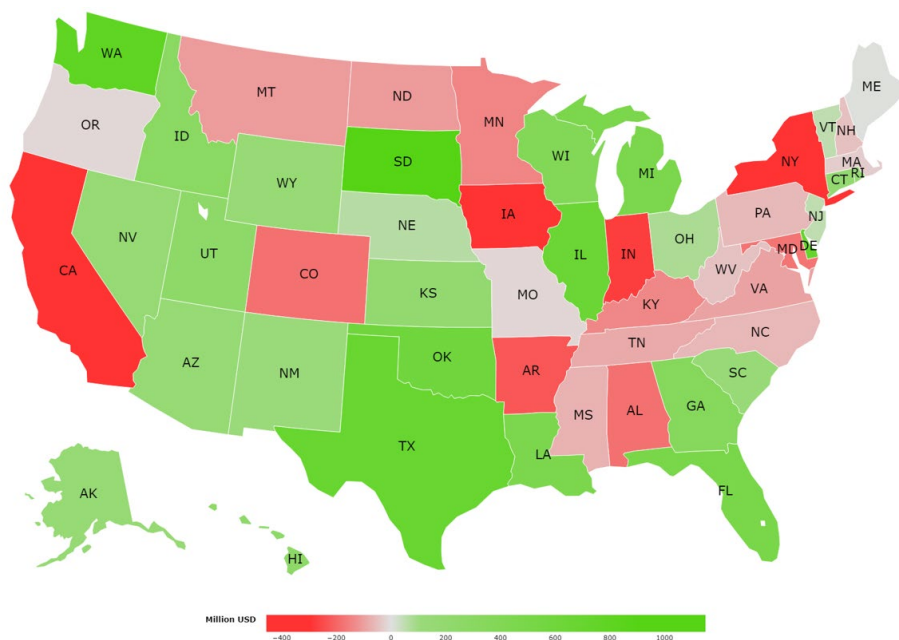 WA
ME
MT
ND
MN
OR
VT
NH
ID
SD
WI
NY
MA
RI
CT
MI
WY
IA
PA
NJ
NE
OH
NV
IL
IN
DE
MD
UT
CA
CO
WV
VA
KS
MO
KY
NC
TN
OK
AZ
NM
AR
SC
MS
AL
GA
TX
LA
FL
AK
HI
Million USD
−400 −200 0 200 400 600 800 1000